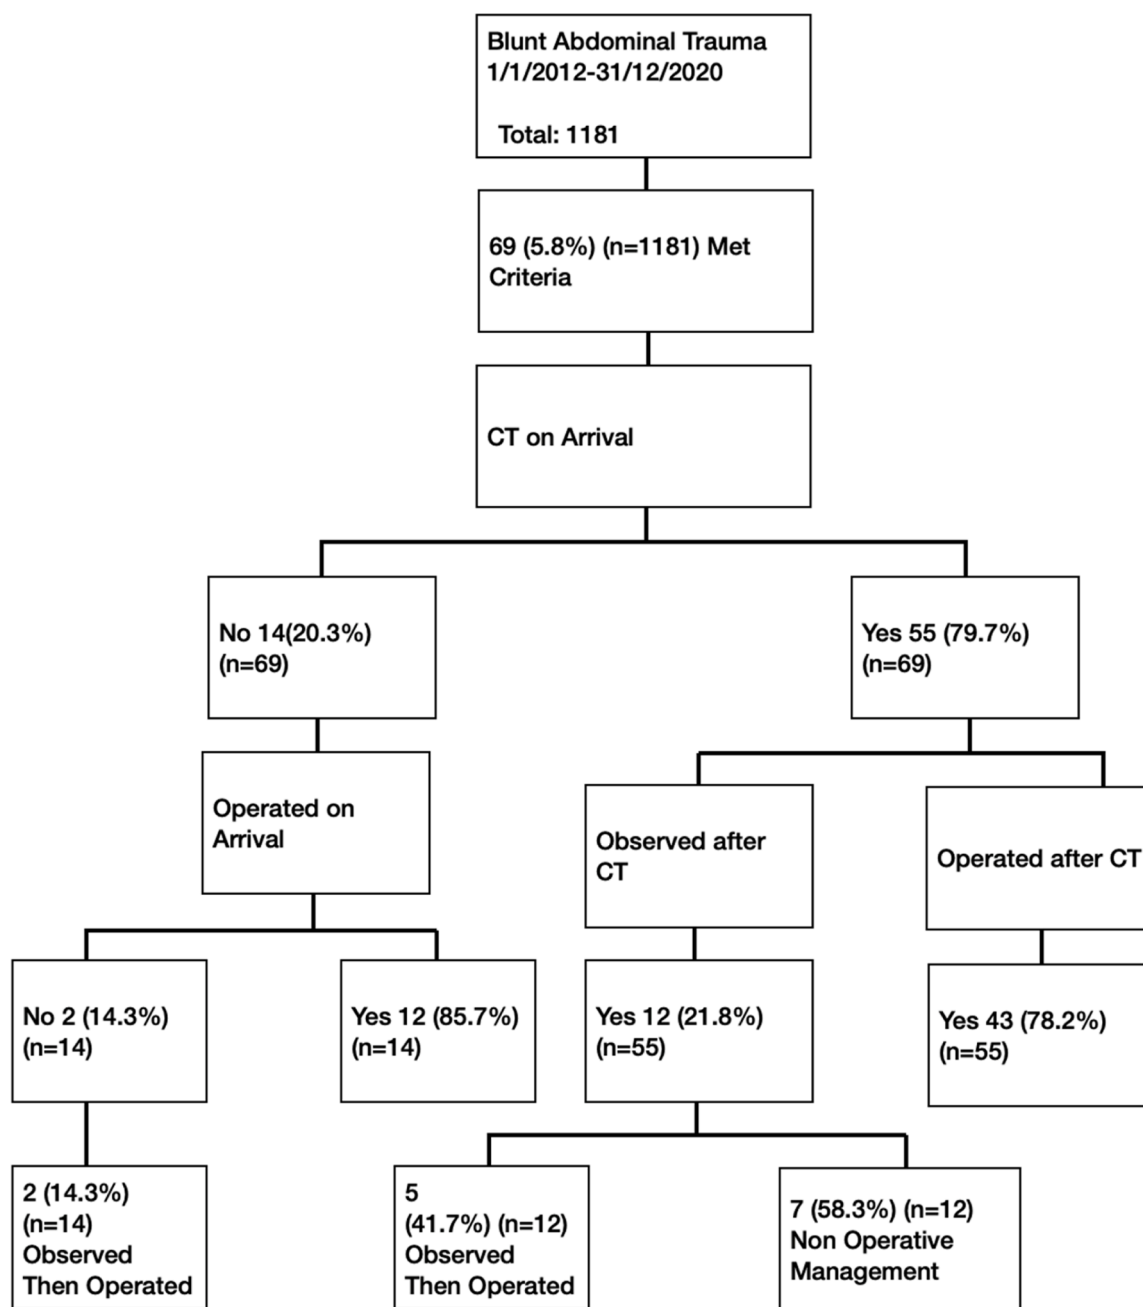 Blunt Abdominal Trauma
1/1/2012-31/12/2020
Total: 1181
69 (5.8%) (n=1181) Met
Criteria
CT on Arrival
No 14(20.3%)
(n=69)
Yes 55 (79.7%)
(n=69)
Operated on
Arrival
Observed after
CT
Operated after CT
No 2 (14.3%)
(n=14)
Yes 12 (85.7%)
(n=14)
Yes 12 (21.8%)
(n=55)
Yes 43 (78.2%)
(n=55)
2 (14.3%)
(n=14)
Observed
Then Operated
5
(41.7%) (n=12)
Observed
Then Operated
7 (58.3%) (n=12)
Non Operative
Management